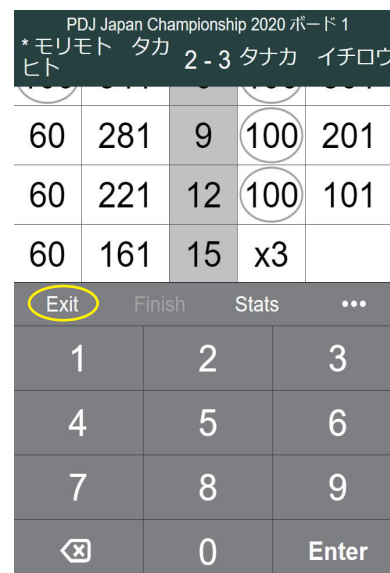 PDJ Japan Championship 2020 ボード 1
* モリモト タカヒト 2 - 3 タナカ イチロウ
60 281 9 100 201
60 221 12 100 101
60 161 15 x3
Exit Finish Stats •••
1 2 3
4 5 6
7 8 9
0 Enter